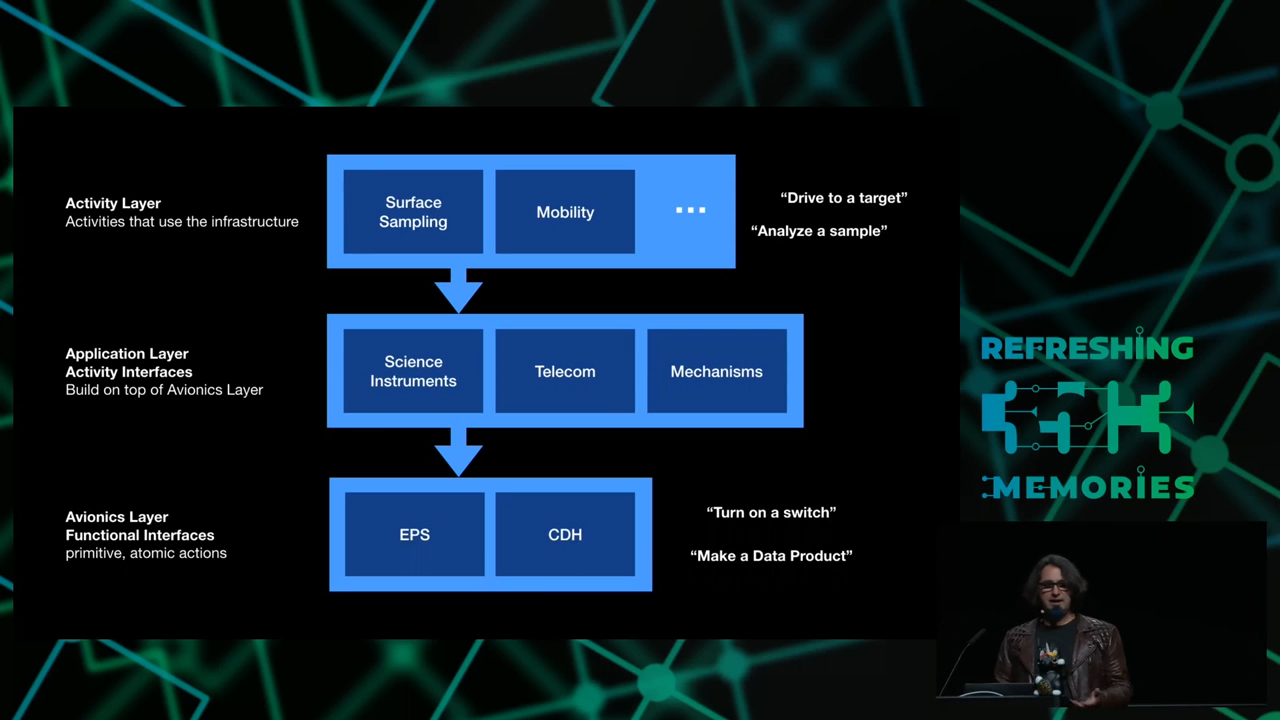 Activity Layer
Activities that use the infrastructure
Surface
Sampling
Mobility
...
“Drive to a target”
“Analyze a sample”
Application Layer
Activity Interfaces
Build on top of Avionics Layer
Science
Instruments
Telecom
Mechanisms
Avionics Layer
Functional Interfaces
primitive, atomic actions
EPS
CDH
“Turn on a switch”
“Make a Data Product”
REFRESHING
MEMORIES